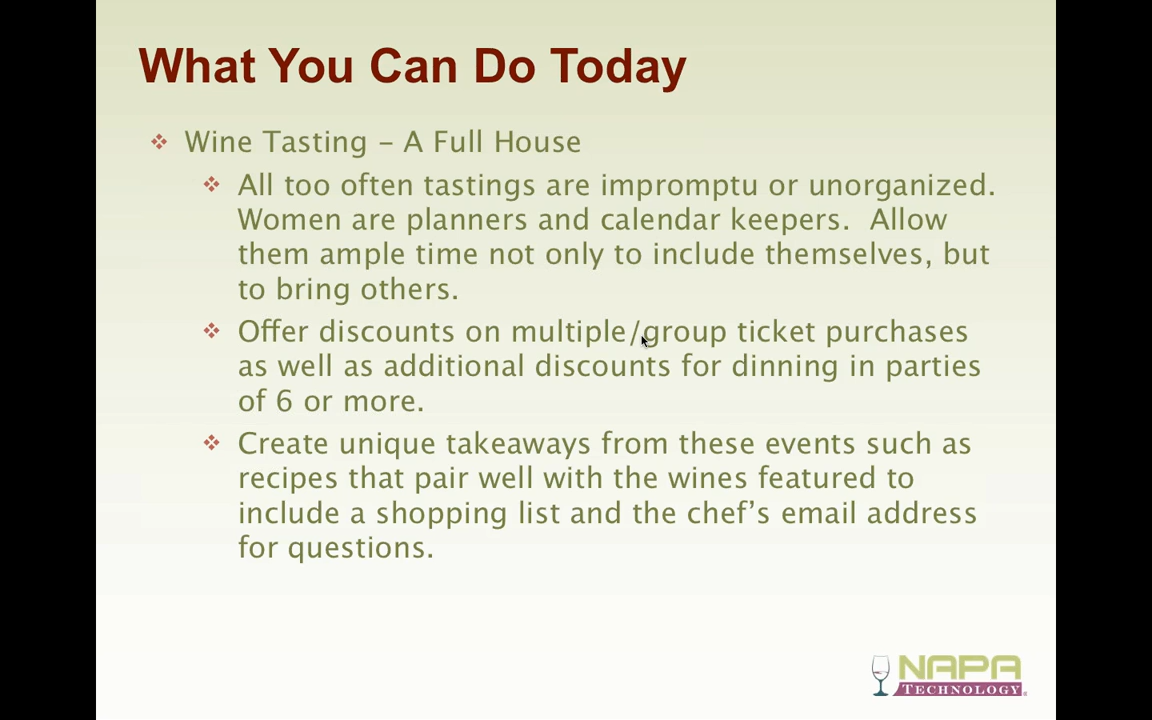 What You Can Do Today
Wine Tasting – A Full House
All too often tastings are impromptu or unorganized.
Women are planners and calendar keepers.  Allow
them ample time not only to include themselves, but
to bring others.
Offer discounts on multiple/group ticket purchases
as well as additional discounts for dinning in parties
of 6 or more.
Create unique takeaways from these events such as
recipes that pair well with the wines featured to
include a shopping list and the chef’s email address
for questions.
NAPA
TECHNOLOGY®